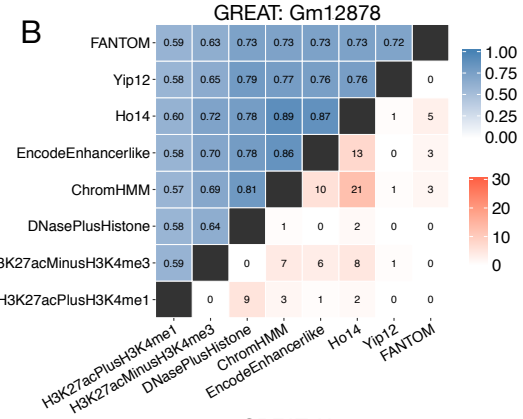 GREAT: Gm12878
B
FANTOM 0.59 0.63 0.73 0.73 0.73 0.73 0.72
Yip12 0.58 0.65 0.79 0.77 0.76 0.76 0
Ho14 0.60 0.72 0.78 0.89 0.87 1 5
EncodeEnhancerlike 0.58 0.70 0.78 0.86 13 0 3
ChromHMM 0.57 0.69 0.81 10 21 1 3
DNasePlusHistone 0.58 0.64 1 0 2 0 0
3K27acMinusH3K4me3 0.59 0 7 6 8 1 0
H3K27acPlusH3K4me1 0 9 3 1 2 0 0
H3K27acPlusH3K4me1
H3K27acMinusH3K4me3
DNasePlusHistone
ChromHMM
EncodeEnhancerlike
Ho14
Yip12
FANTOM
1.00
0.75
0.50
0.25
0.00
30
20
10
0